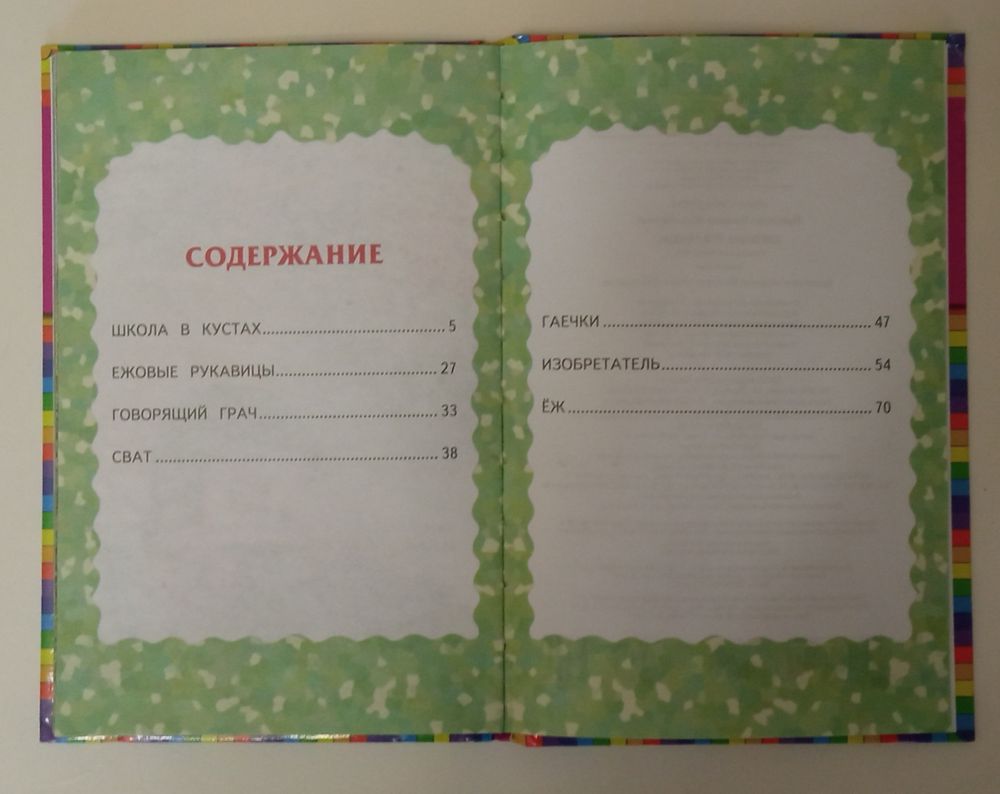 СОДЕРЖАНИЕ
ШКОЛА В КУСТАХ.......................................... 5
ЕЖОВЫЕ РУКАВИЦЫ..................................... 27
ГОВОРЯЩИЙ ГРАЧ......................................... 33
СВАТ ................................................................. 38
ГАЕЧКИ .............................................................. 47
ИЗОБРЕТАТЕЛЬ................................................ 54
ЁЖ ...................................................................... 70